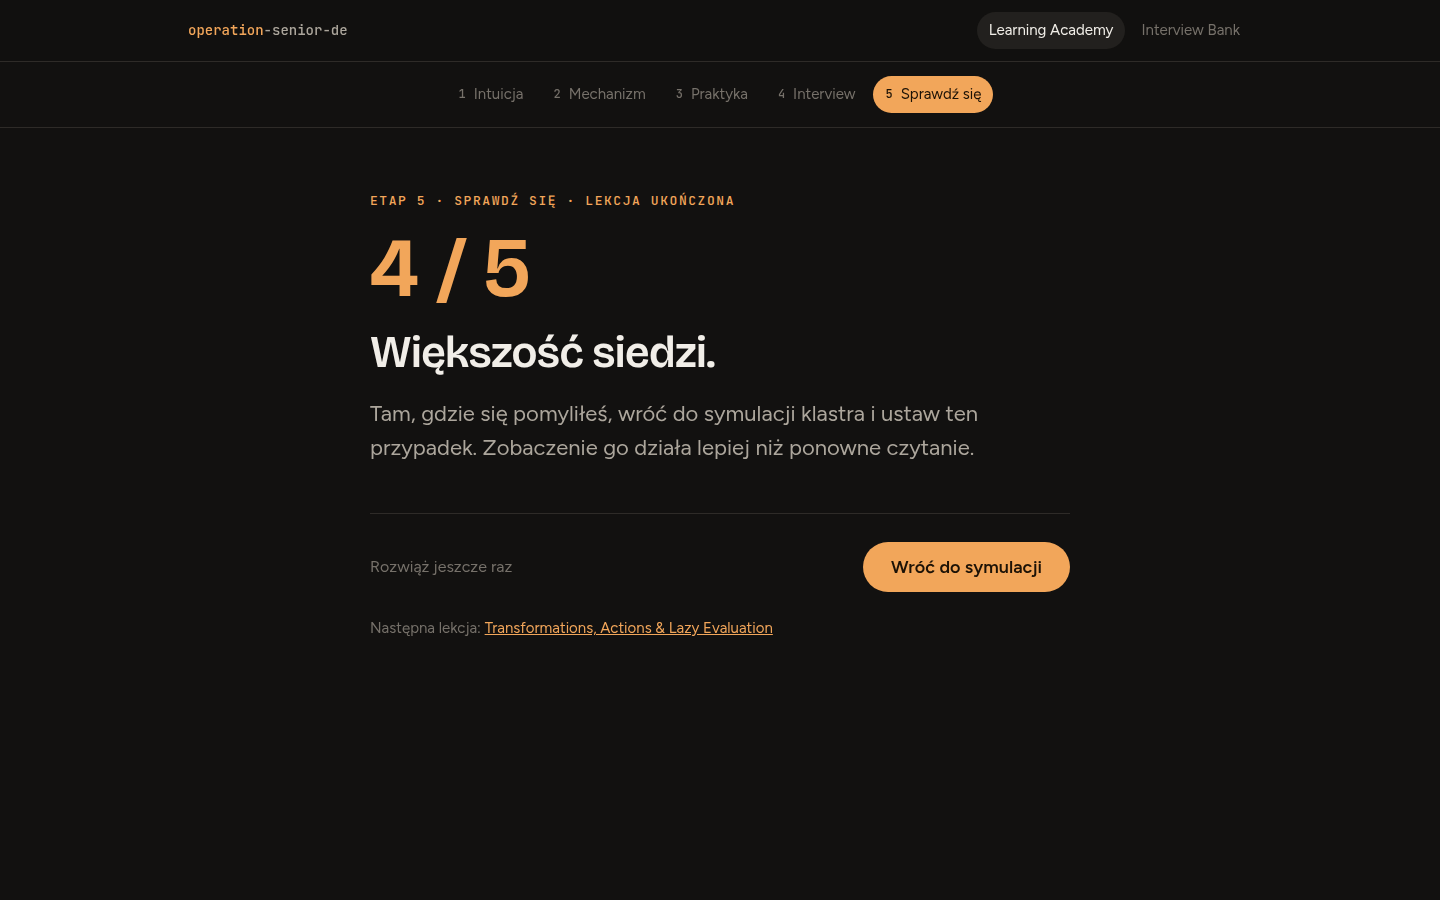 operation-senior-de
Learning Academy
Interview Bank
1 Intuicja
2 Mechanizm
3 Praktyka
4 Interview
5 Sprawdź się
ETAP 5 · SPRAWDŹ SIĘ · LEKCJA UKOŃCZONA
4 / 5
Większość siedzi.
Tam, gdzie się pomyliłeś, wróć do symulacji klastra i ustaw ten
przypadek. Zobaczenie go działa lepiej niż ponowne czytanie.
Rozwiąż jeszcze raz
Wróć do symulacji
Następna lekcja: Transformations, Actions & Lazy Evaluation